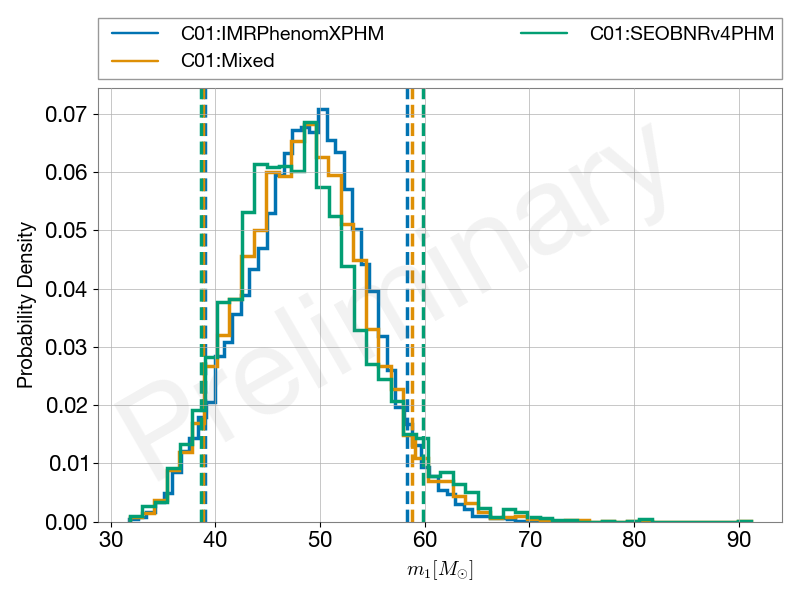 C01:IMRPhenomXPHM
C01:Mixed
C01:SEOBNRv4PHM
0.07
0.06
0.05
0.04
0.03
0.02
0.01
0.00
Probability Density
Preliminary
30 40 50 60 70 80 90
m₁[M☉]